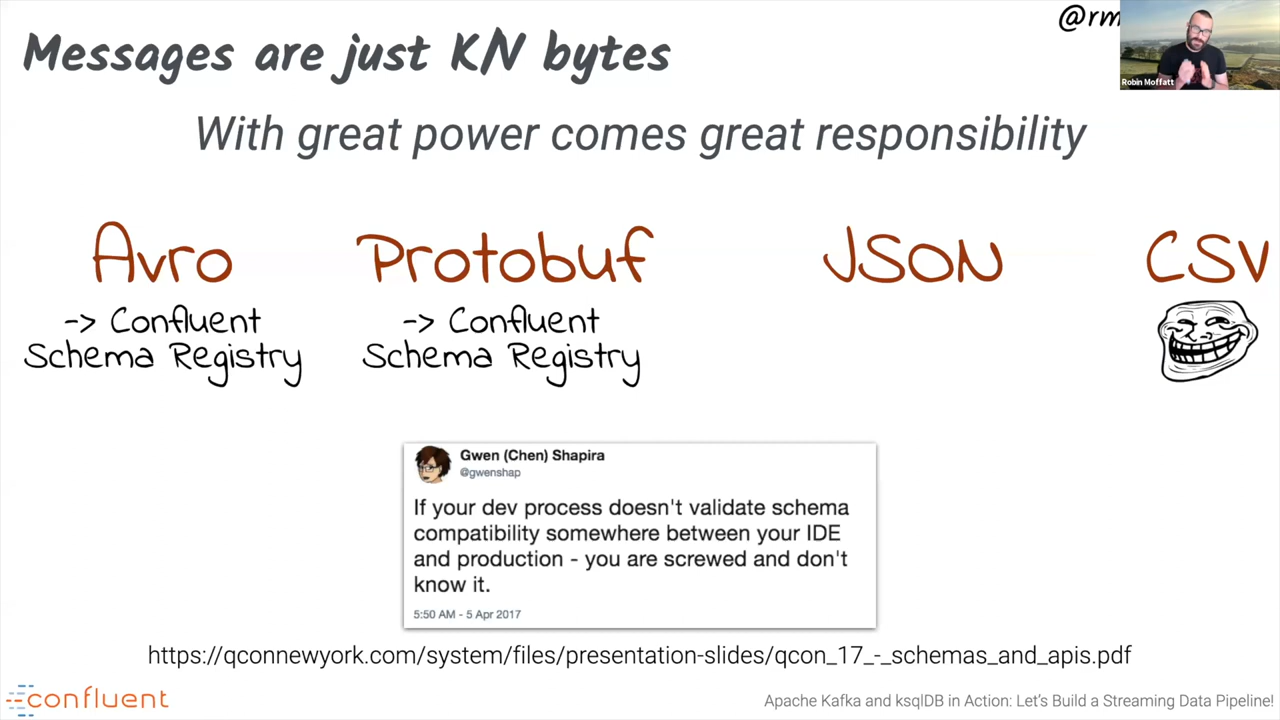 @rm
Messages are just K/V bytes
Robin Moffatt
With great power comes great responsibility
Avro
-> Confluent
Schema Registry
Protobuf
-> Confluent
Schema Registry
JSON
CSV
Gwen (Chen) Shapira
@gwenshap
If your dev process doesn't validate schema
compatibility somewhere between your IDE
and production - you are screwed and don't
know it.
5:50 AM - 5 Apr 2017
https://qconnewyork.com/system/files/presentation-slides/qcon_17_-_schemas_and_apis.pdf
confluent
Apache Kafka and ksqlDB in Action: Let's Build a Streaming Data Pipeline!